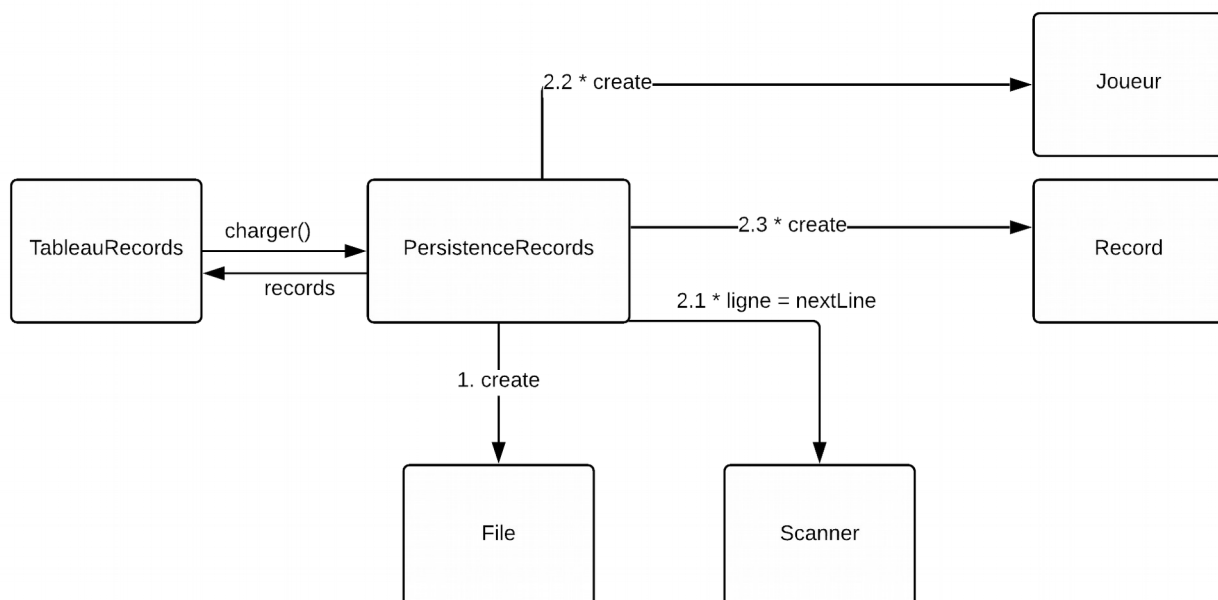 2.2 * create
Joueur
TableauRecords
charger()
records
PersistenceRecords
2.3 * create
Record
2.1 * ligne = nextLine
1. create
File
Scanner